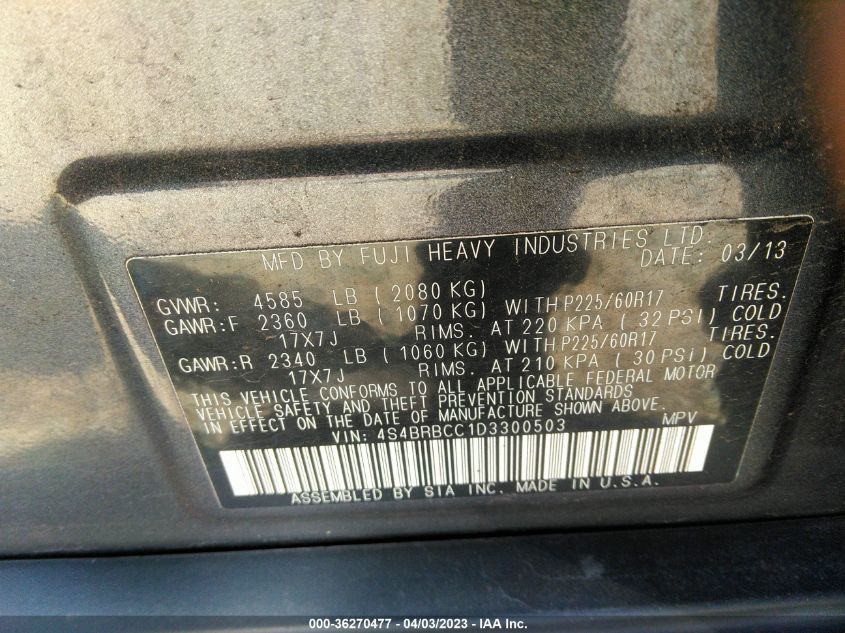 MFD BY FUJI HEAVY INDUSTRIES LTD.
DATE: 03/13
GVWR: 4585 LB ( 2080 KG)
GAWR:F 2360 LB ( 1070 KG) WITH P225/60R17 TIRES.
17X7J RIMS. AT 220 KPA ( 32 PSi) COLD
GAWR:R 2340 LB ( 1060 KG) WITH P225/60R17 TIRES.
17X7J RIMS. AT 210 KPA ( 30 PSi) COLD
THIS VEHICLE CONFORMS TO ALL APPLICABLE FEDERAL MOTOR
VEHICLE SAFETY AND THEFT PREVENTION STANDARDS
IN EFFECT ON THE DATE OF MANUFACTURE SHOWN ABOVE.
VIN: 4S4BRBCC1D3300503 MPV
ASSEMBLED BY SIA INC. MADE IN U.S.A.
000-36270477 - 04/03/2023 - IAA Inc.